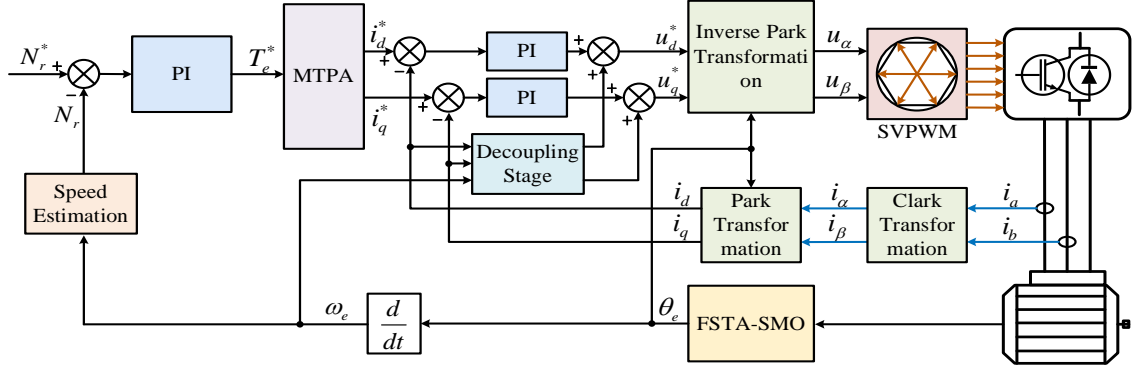 N_r^*
+
−
N_r
PI
T_e^*
MTPA
i_d^*
+
−
i_q^*
+
−
PI
PI
+
+
+
+
u_d^*
u_q^*
Inverse Park
Transformati
on
u_α
u_β
SVPWM
Decoupling
Stage
Speed
Estimation
i_d
i_q
Park
Transfor
mation
i_α
i_β
Clark
Transfor
mation
i_a
i_b
ω_e
d
dt
θ_e
FSTA-SMO